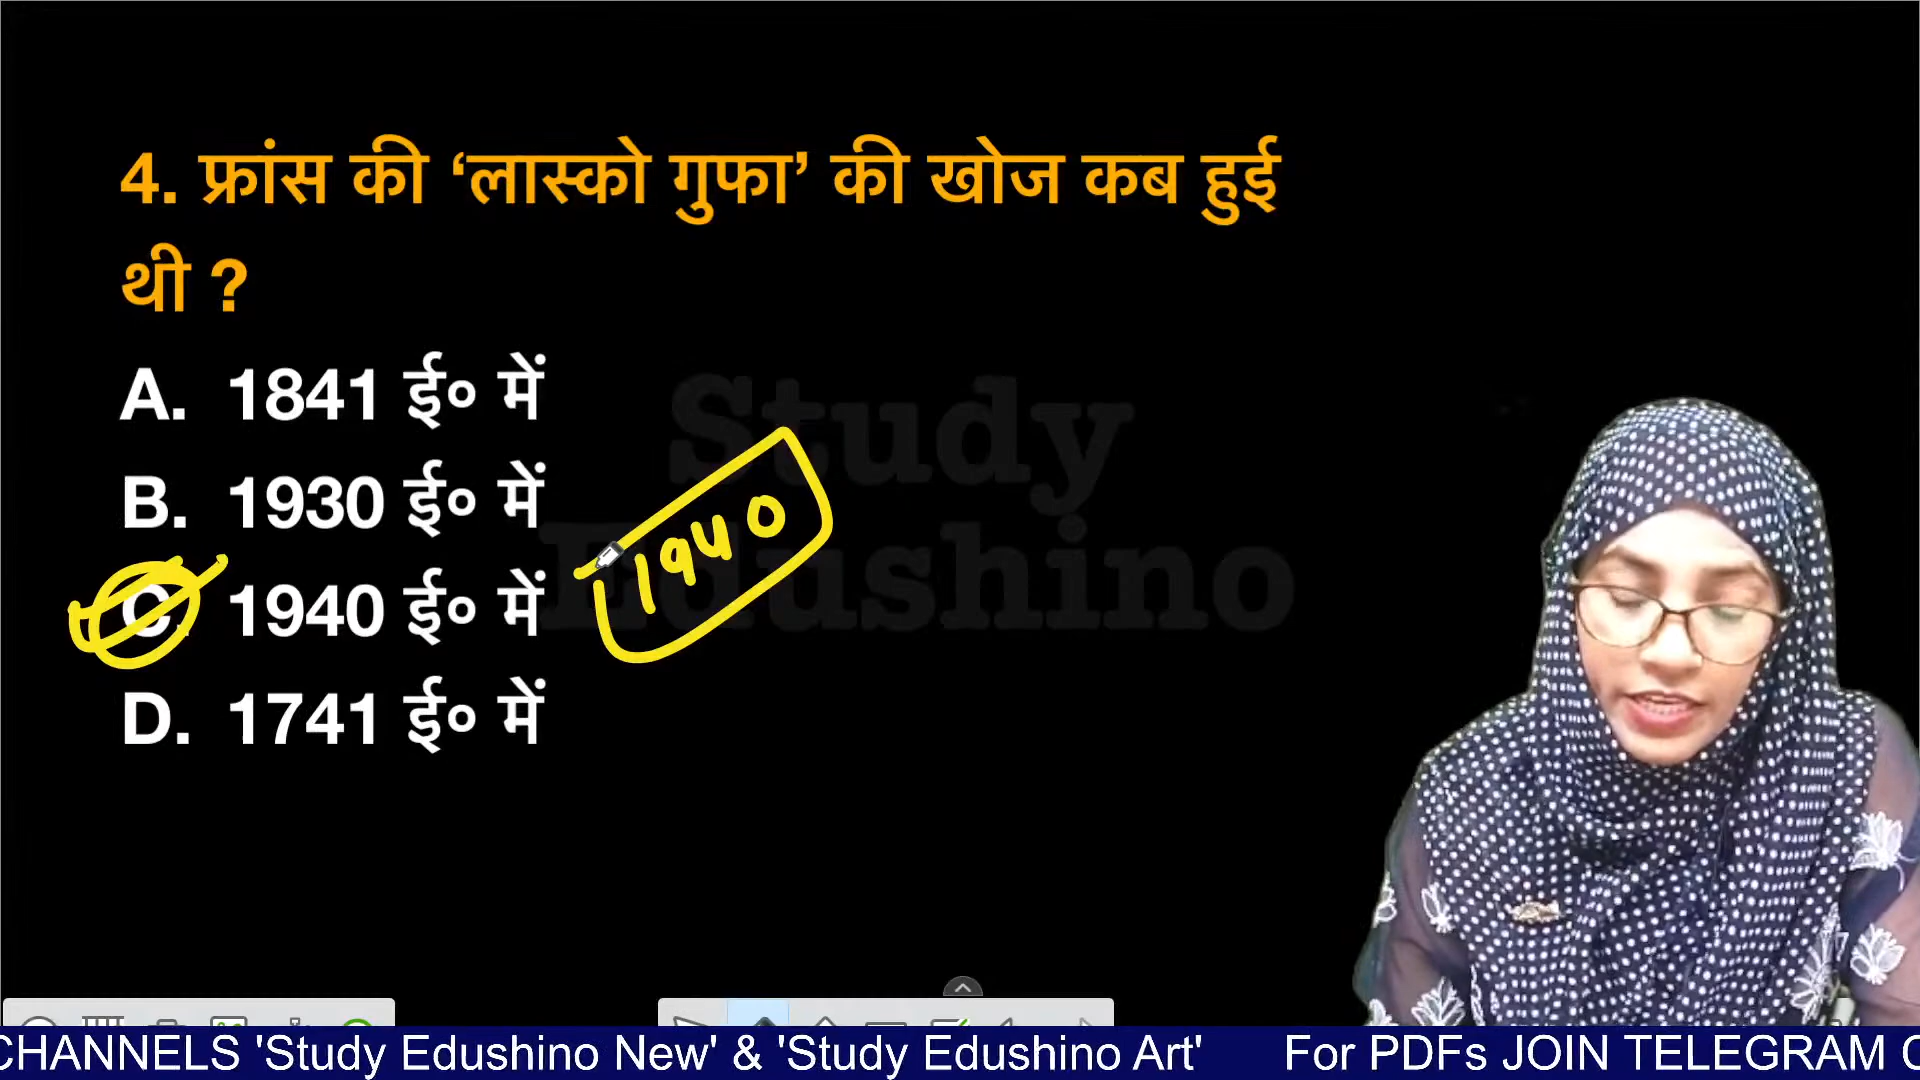 4. फ्रांस की ‘लास्को गुफा’ की खोज कब हुई
थी ?
A. 1841 ई० में
B. 1930 ई० में
C. 1940 ई० में
D. 1741 ई० में
1940
Study
Edushino
CHANNELS 'Study Edushino New' & 'Study Edushino Art' For PDFs JOIN TELEGRAM